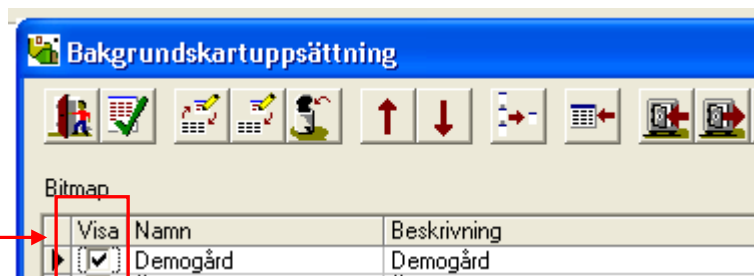 Bakgrundskartuppsättning
Bitmap
Visa Namn Beskrivning
Demogård Demogård